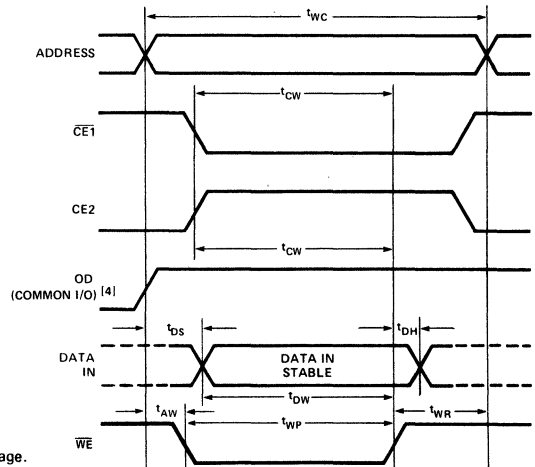 tWC
ADDRESS
tCW
CE1
CE2
tCW
OD
(COMMON I/O) [4]
tDS
tDH
DATA
IN
DATA IN
STABLE
tDW
tAW
tWP
tWR
WE
age.